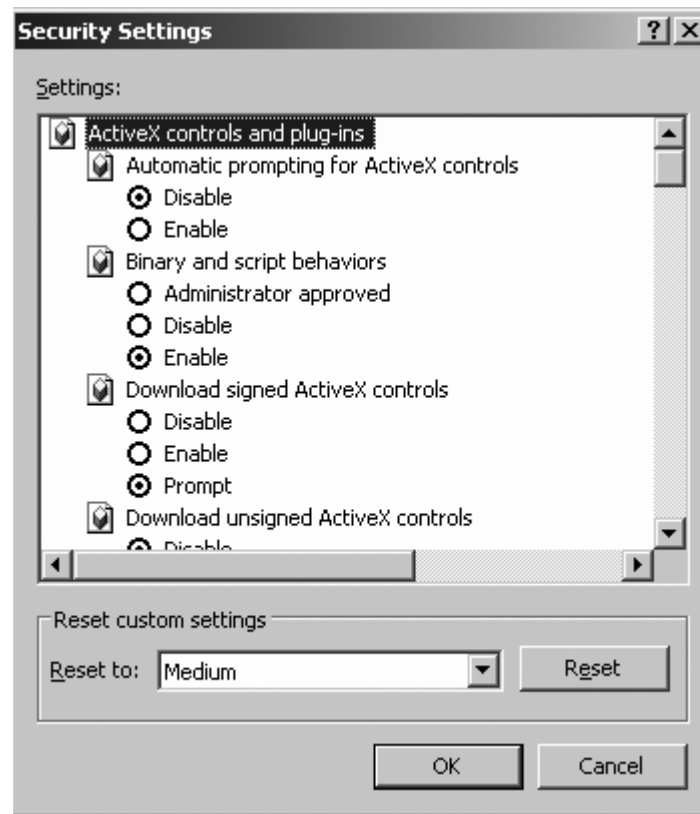 Security Settings
Settings:
ActiveX controls and plug-ins
Automatic prompting for ActiveX controls
Disable
Enable
Binary and script behaviors
Administrator approved
Disable
Enable
Download signed ActiveX controls
Disable
Enable
Prompt
Download unsigned ActiveX controls
Disable
Reset custom settings
Reset to: Medium Reset
OK Cancel